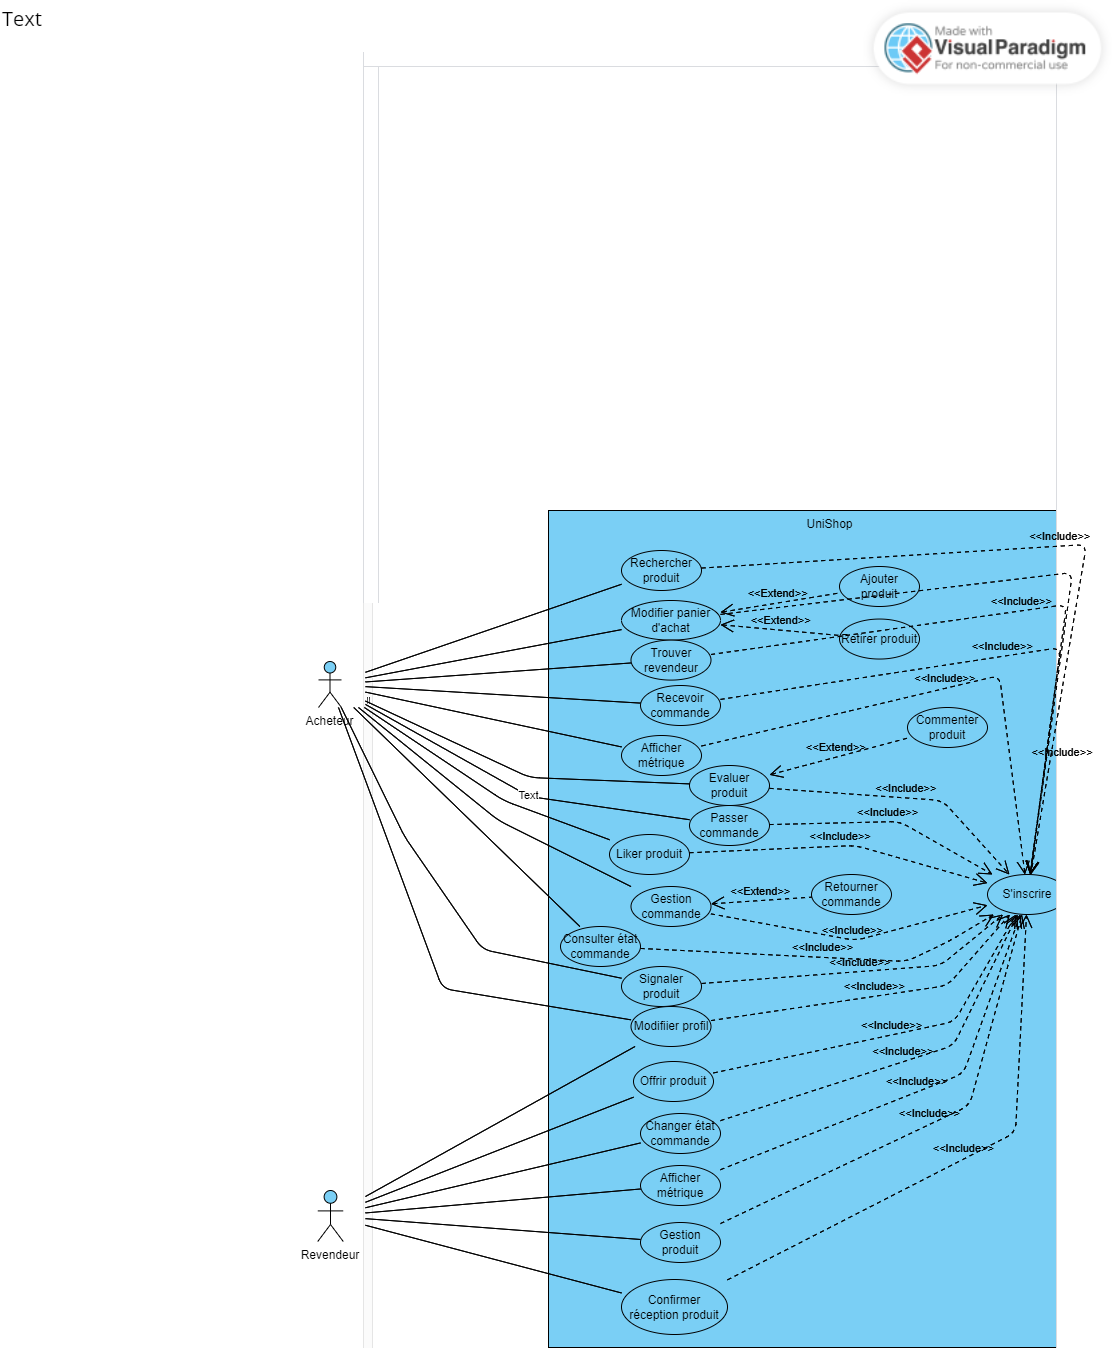 Text
Made with
VisualParadigm
For non-commercial use
UniShop
<<Include>>
Rechercher
produit
Ajouter
produit
<<Extend>>
<<Include>>
Modifier panier
d'achat
<<Extend>>
Retirer produit
Trouver
revendeur
<<Include>>
<<Include>>
Recevoir
commande
Acheteur
Commenter
produit
Afficher
métrique
<<Extend>>
<<Include>>
Evaluer
produit
<<Include>>
Text
Passer
commande
<<Include>>
<<Include>>
Liker produit
Retourner
commande
<<Extend>>
S'inscrire
Gestion
commande
<<Include>>
Consulter état
commande
<<Include>>
<<Include>>
Signaler
produit
<<Include>>
Modifiier profil
<<Include>>
<<Include>>
Offrir produit
<<Include>>
<<Include>>
Changer état
commande
<<Include>>
Afficher
métrique
Gestion
produit
Revendeur
Confirmer
réception produit